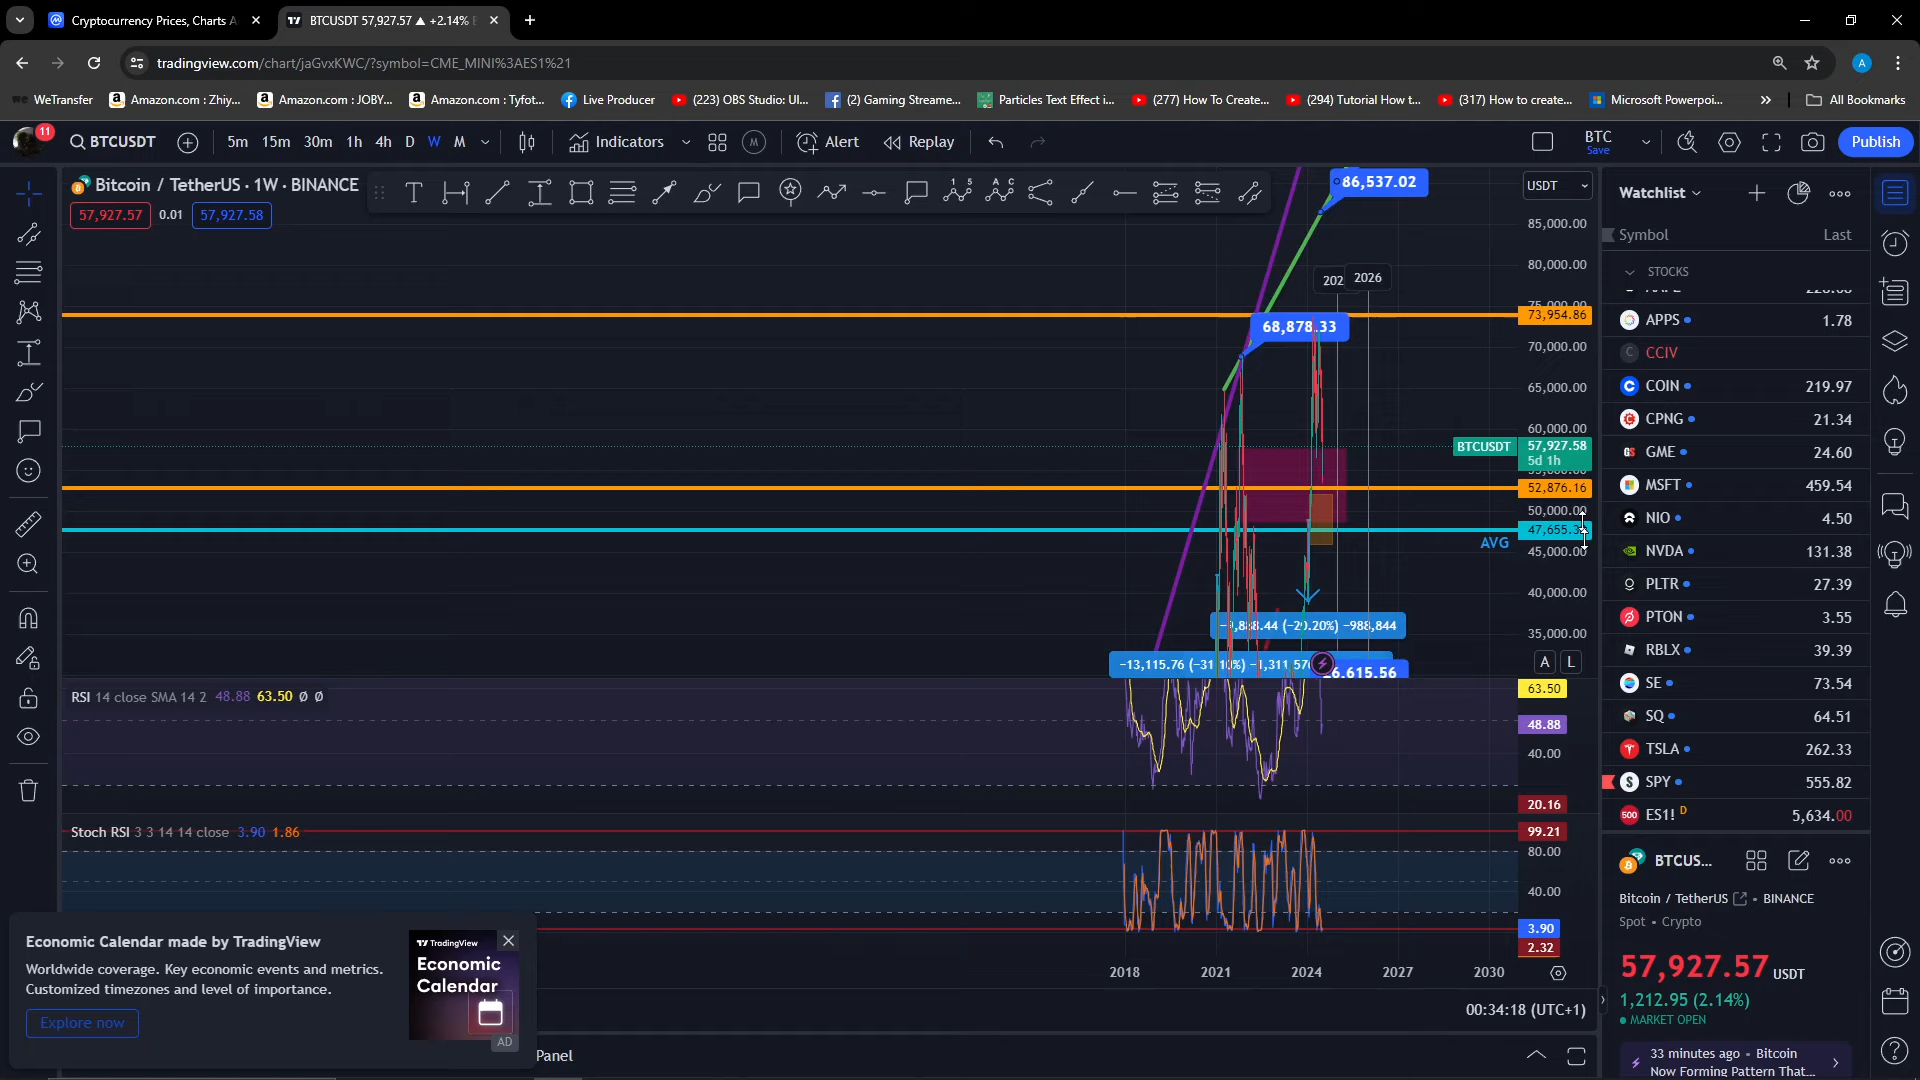 Cryptocurrency Prices, Charts A
BTCUSDT 57,927.57 ▲ +2.14%
tradingview.com/chart/jaGvxKWC/?symbol=CME_MINI%3AES1%21
A
WeTransfer
Amazon.com : Zhiy...
Amazon.com : JOBY...
Amazon.com : Tyfot...
Live Producer
(223) OBS Studio: Ul...
(2) Gaming Streame...
Particles Text Effect i...
(277) How To Create...
(294) Tutorial How t...
(317) How to create...
Microsoft Powerpoi...
All Bookmarks
11
BTCUSDT
5m 15m 30m 1h 4h D W M
Indicators
M
Alert
Replay
BTC
Save
Publish
Bitcoin / TetherUS · 1W · BINANCE
57,927.57 0.01 57,927.58
USDT
86,537.02
85,000.00
80,000.00
202 2026
75,000.00
73,954.86
68,878.33
70,000.00
65,000.00
60,000.00
BTCUSDT 57,927.58
5d 1h
52,876.16
50,000.00
AVG
45,000.00
40,000.00
35,000.00
A L
RSI 14 close SMA 14 2 48.88 63.50 Ø Ø
63.50
48.88
40.00
20.16
Stoch RSI 3 3 14 14 close 3.90 1.86
99.21
80.00
40.00
3.90
2.32
2018 2021 2024 2027 2030
00:34:18 (UTC+1)
Panel
Economic Calendar made by TradingView
Worldwide coverage. Key economic events and metrics.
Customized timezones and level of importance.
Explore now
TradingView
Economic
Calendar
AD
Watchlist
Symbol Last
STOCKS
APPS 1.78
CCIV
COIN 219.97
CPNG 21.34
GME 24.60
MSFT 459.54
NIO 4.50
NVDA 131.38
PLTR 27.39
PTON 3.55
RBLX 39.39
SE 73.54
SQ 64.51
TSLA 262.33
SPY 555.82
500 ES1! D 5,634.00
BTCUS...
Bitcoin / TetherUS · BINANCE
Spot · Crypto
57,927.57 USDT
1,212.95 (2.14%)
MARKET OPEN
33 minutes ago · Bitcoin
Now Forming Pattern That...